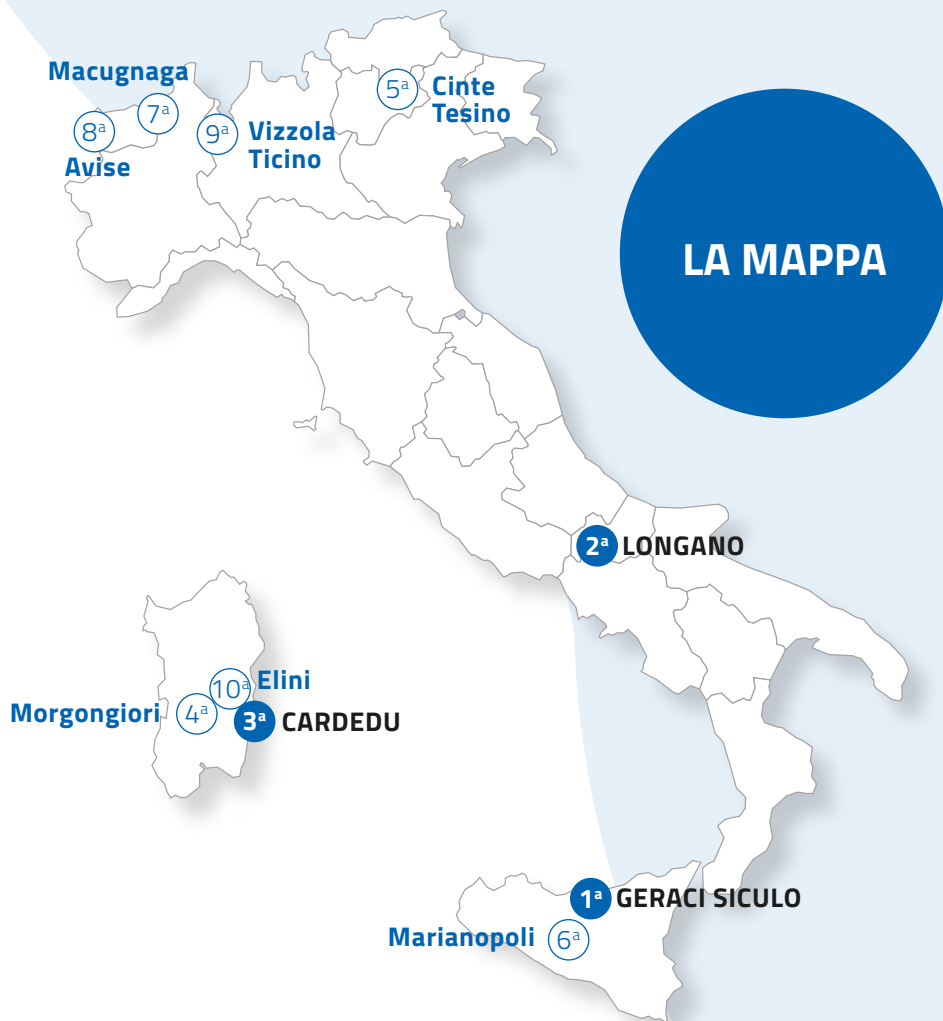 Macugnaga
7ª
8ª
Avise
9ª
Vizzola
Ticino
5ª
Cinte
Tesino
LA MAPPA
2ª LONGANO
10ª Elini
Morgongiori 4ª
3ª CARDEDU
1ª GERACI SICULO
Marianopoli 6ª